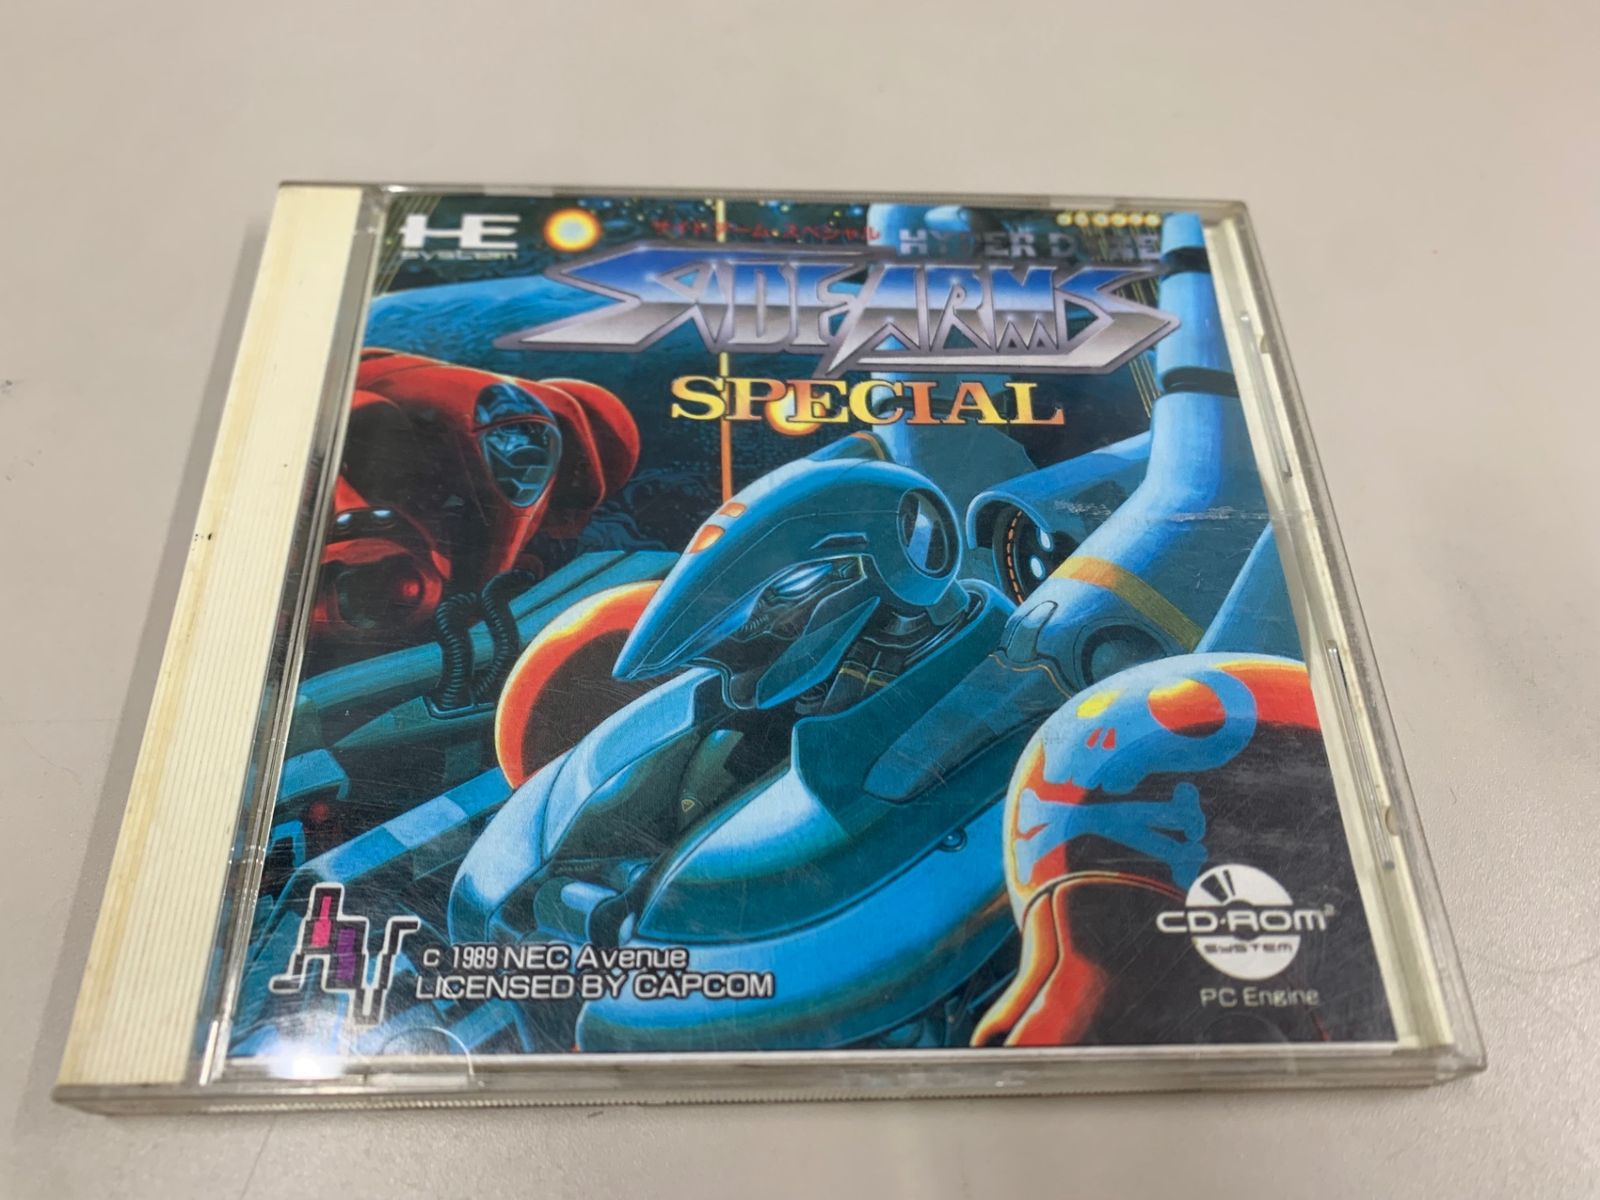 HE
system
サイドアーム・スペシャル
HYPER DYNE
SIDE ARMS
SPECIAL
C 1989 NEC Avenue
LICENSED BY CAPCOM
CD-ROM²
SYSTEM
PC Engine